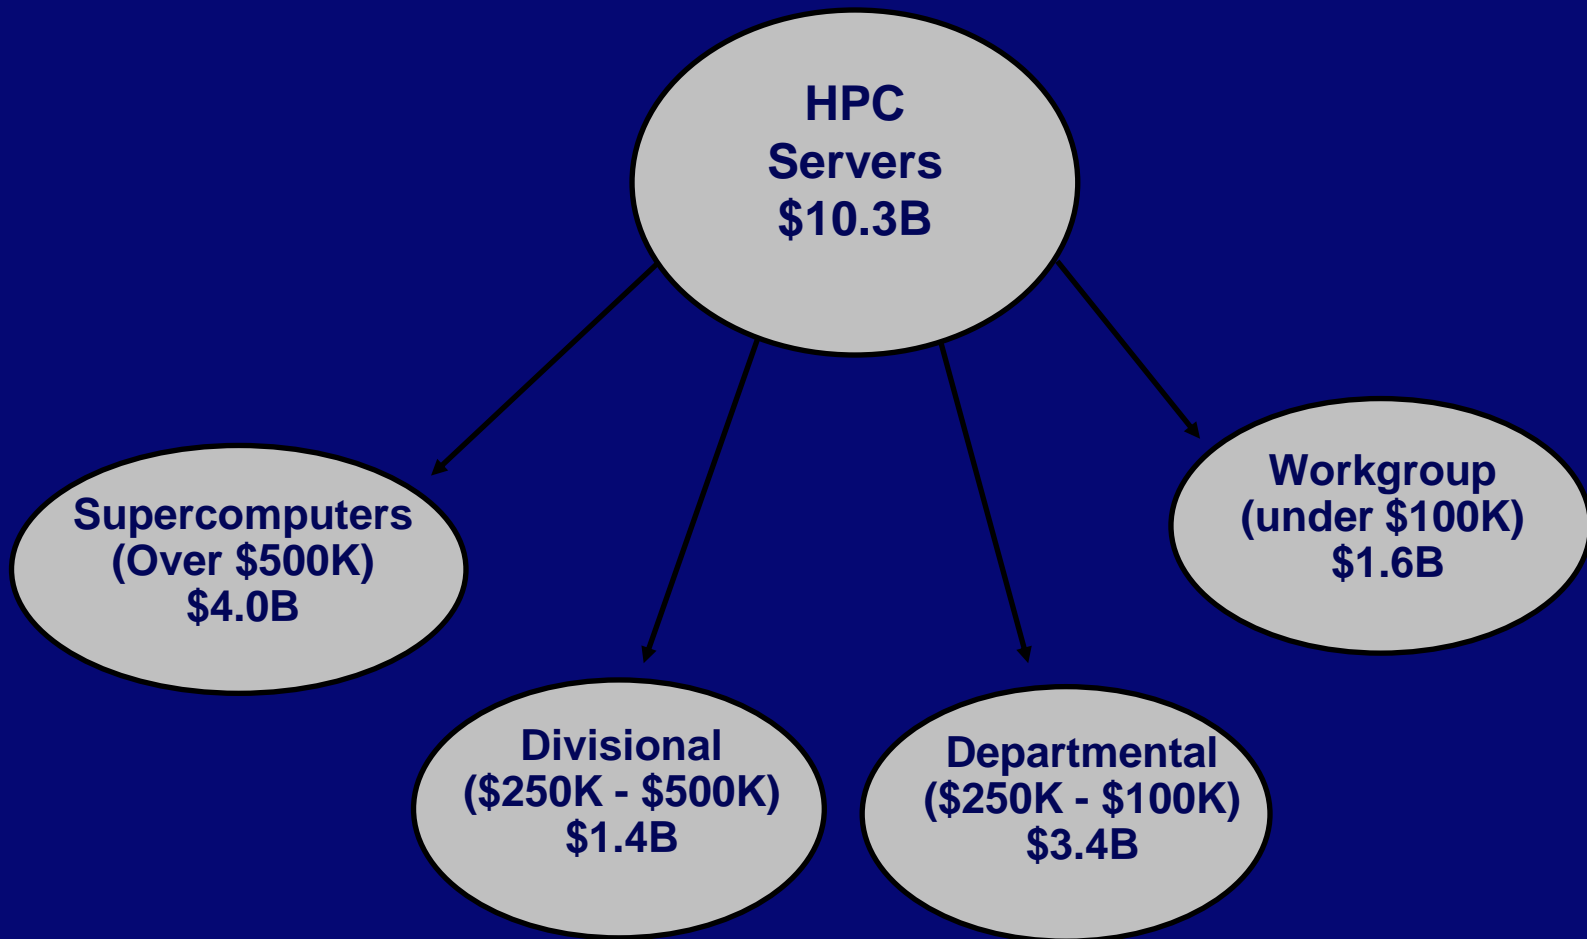 HPC
Servers
$10.3B
Supercomputers
(Over $500K)
$4.0B
Divisional
($250K - $500K)
$1.4B
Departmental
($250K - $100K)
$3.4B
Workgroup
(under $100K)
$1.6B